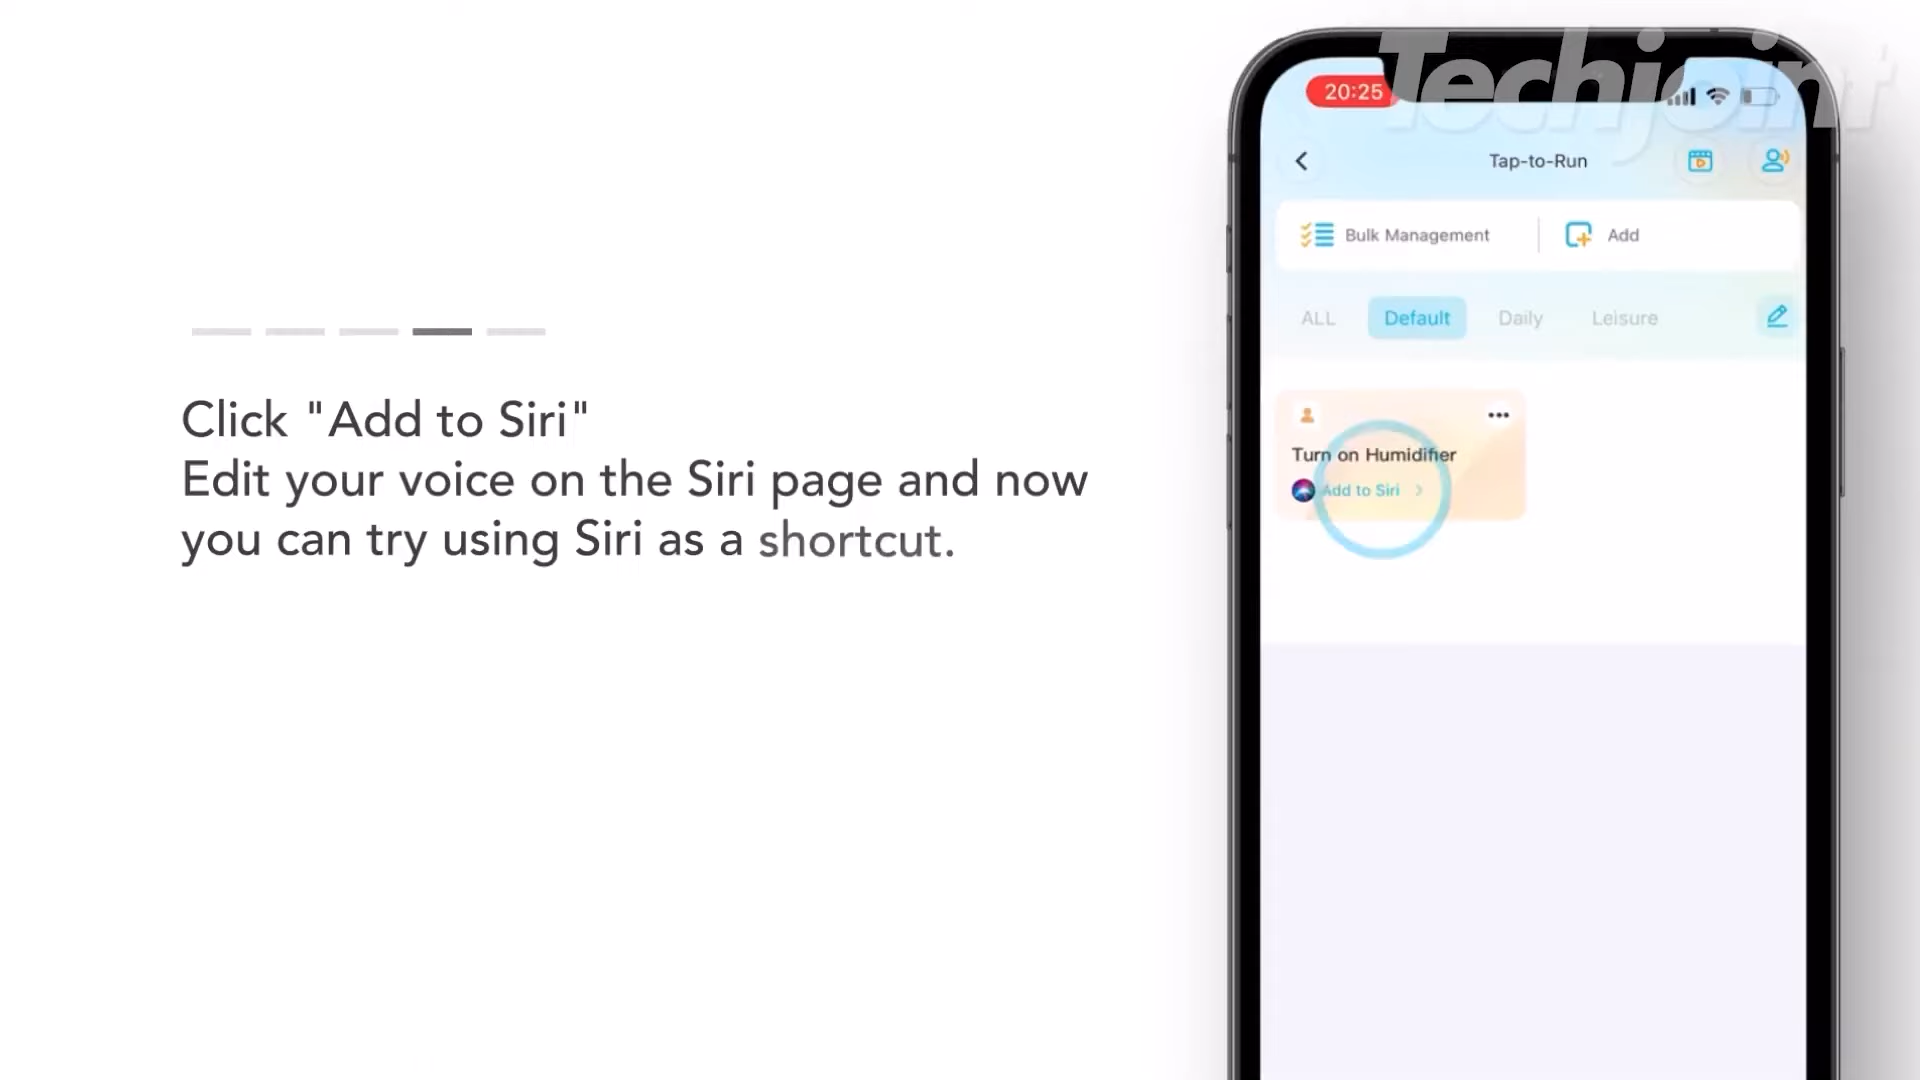 Techjoint
20:25
Tap-to-Run
Bulk Management
Add
ALL
Default
Daily
Leisure
Turn on Humidifier
Add to Siri
Click "Add to Siri"
Edit your voice on the Siri page and now
you can try using Siri as a shortcut.